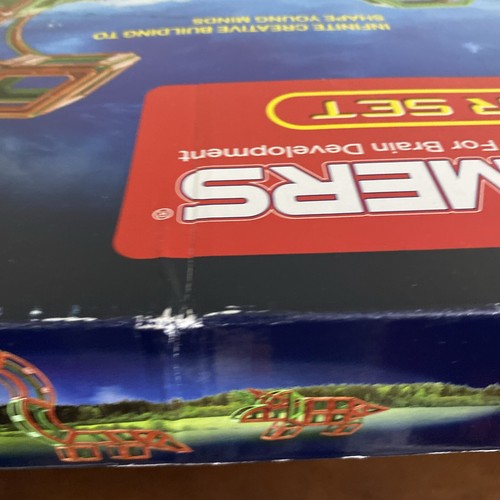 MERS®
For Brain Development
R SET
INFINITE CREATIVE BUILDING TO
SHAPE YOUNG MINDS